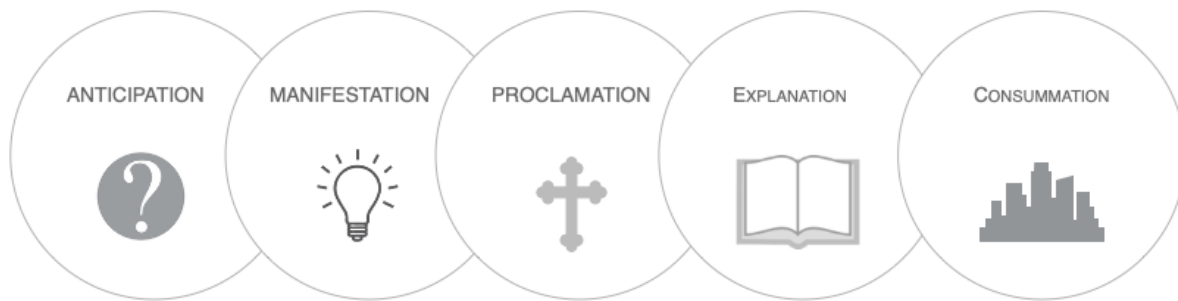 ANTICIPATION
MANIFESTATION
PROCLAMATION
EXPLANATION
CONSUMMATION
?